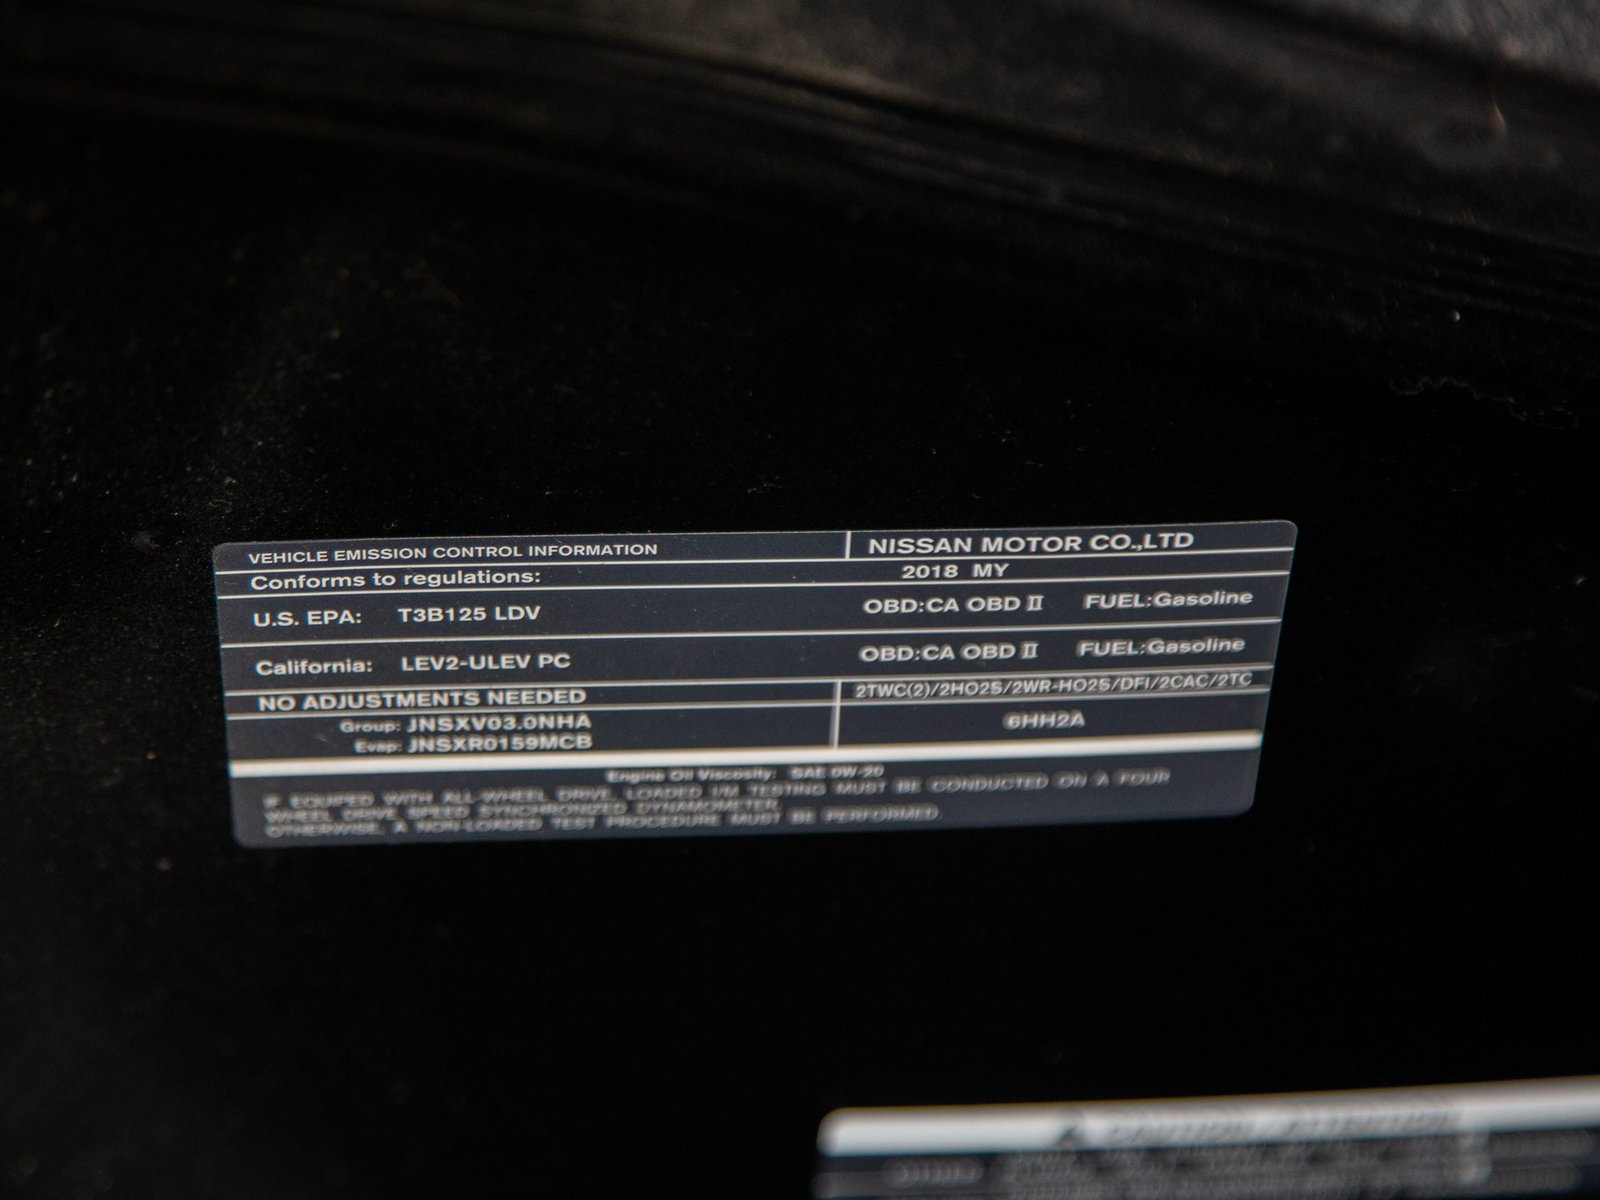 VEHICLE EMISSION CONTROL INFORMATION NISSAN MOTOR CO.,LTD
Conforms to regulations: 2018 MY
U.S. EPA: T3B125 LDV OBD:CA OBD II FUEL:Gasoline
California: LEV2-ULEV PC OBD:CA OBD II FUEL:Gasoline
NO ADJUSTMENTS NEEDED 2TWC(2)/2HO2S/2WR-HO2S/DFI/2CAC/2TC
Group: JNSXV03.0NHA 6HH2A
Evap: JNSXR0159MCB
Engine Oil Viscosity: SAE 0W-20
IF EQUIPED WITH ALL-WHEEL DRIVE, LOADED I/M TESTING MUST BE CONDUCTED ON A FOUR
WHEEL DRIVE SPEED SYNCHRONIZED DYNAMOMETER.
OTHERWISE, A NON-LOADED TEST PROCEDURE MUST BE PERFORMED.
CAUTION / ATTENTION